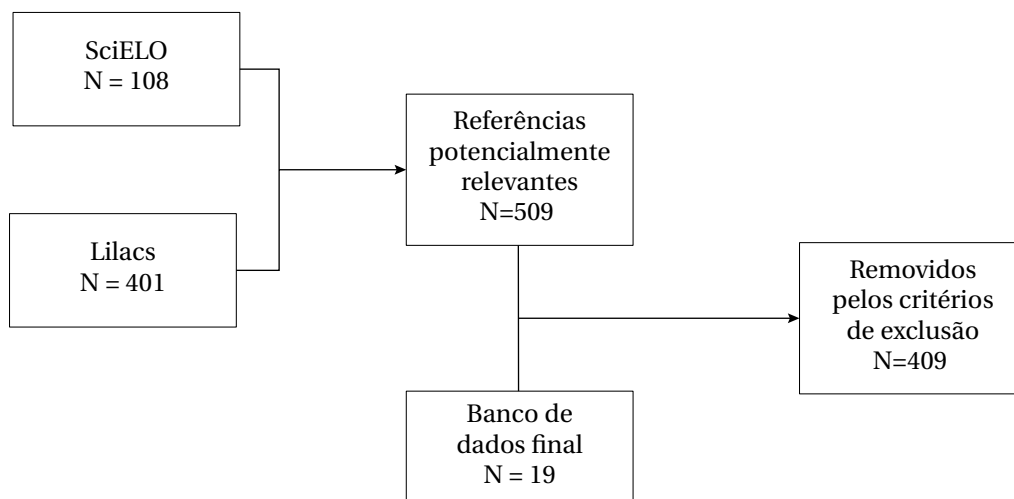 SciELO
N = 108
Lilacs
N = 401
Referências
potencialmente
relevantes
N=509
Removidos
pelos critérios
de exclusão
N=409
Banco de
dados final
N = 19